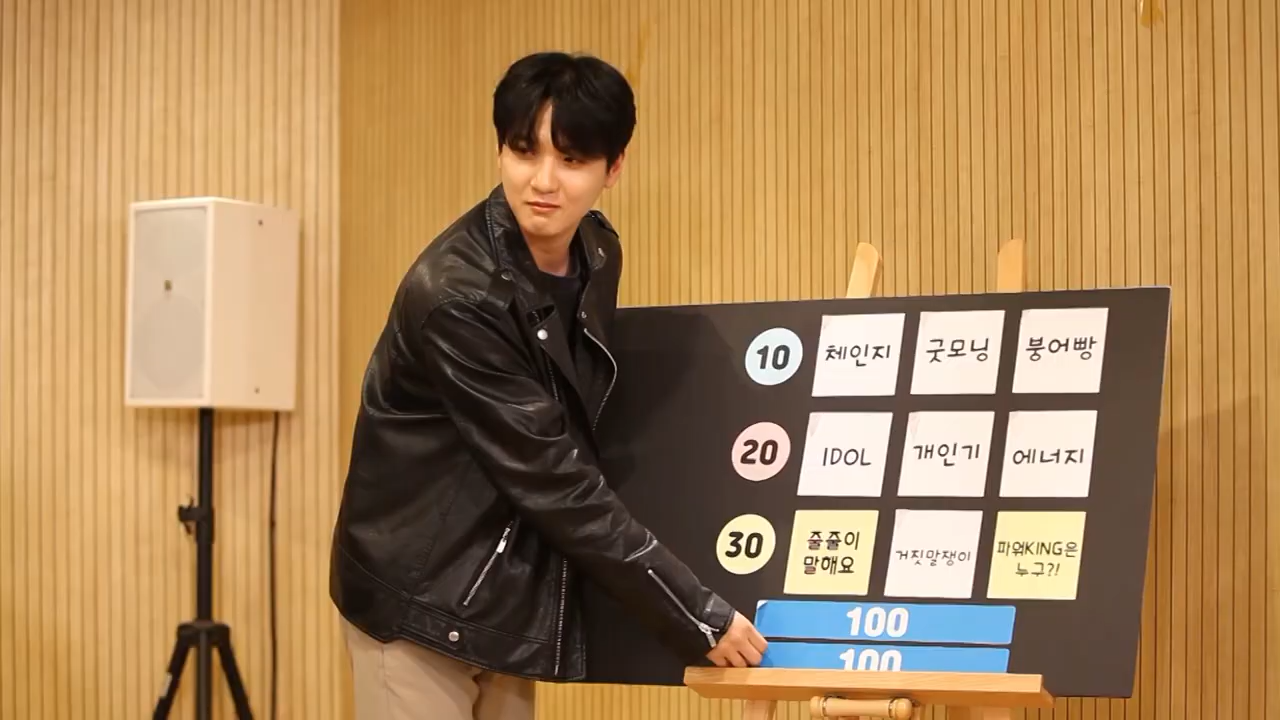 10 체인지 굿모닝 붕어빵
20 IDOL 개인기 에너지
30 줄줄이 말해요 거짓말쟁이 파워KING은 누구?!
100
100